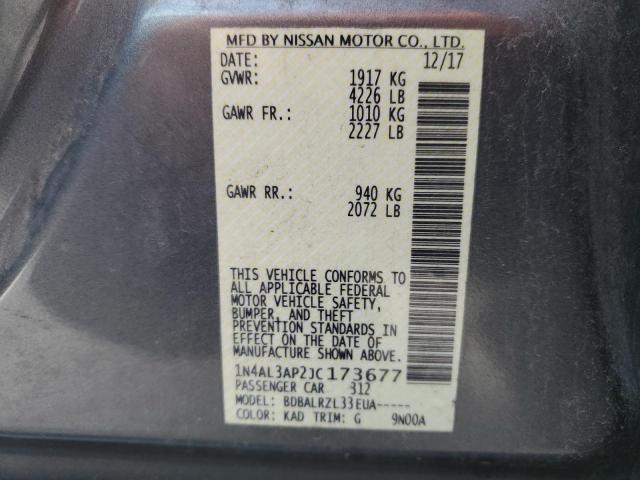 MFD BY NISSAN MOTOR CO., LTD.
DATE: 12/17
GVWR: 1917 KG
4226 LB
GAWR FR.: 1010 KG
2227 LB
GAWR RR.: 940 KG
2072 LB
THIS VEHICLE CONFORMS TO
ALL APPLICABLE FEDERAL
MOTOR VEHICLE SAFETY,
BUMPER, AND THEFT
PREVENTION STANDARDS IN
EFFECT ON THE DATE OF
MANUFACTURE SHOWN ABOVE.
1N4AL3AP2JC173677
PASSENGER CAR 312
MODEL: BDBALRZL33EUA-----
COLOR: KAD TRIM: G 9N00A